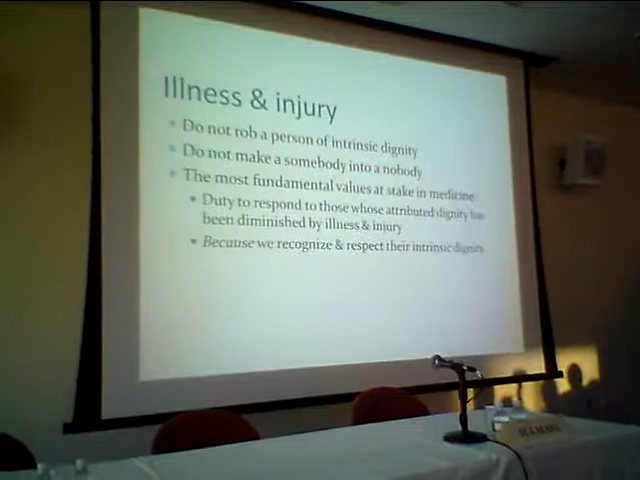 Illness & injury
Do not rob a person of intrinsic dignity
Do not make a somebody into a nobody
The most fundamental values at stake in medicine
Duty to respond to those whose attributed dignity has
been diminished by illness & injury
Because we recognize & respect their intrinsic dignity